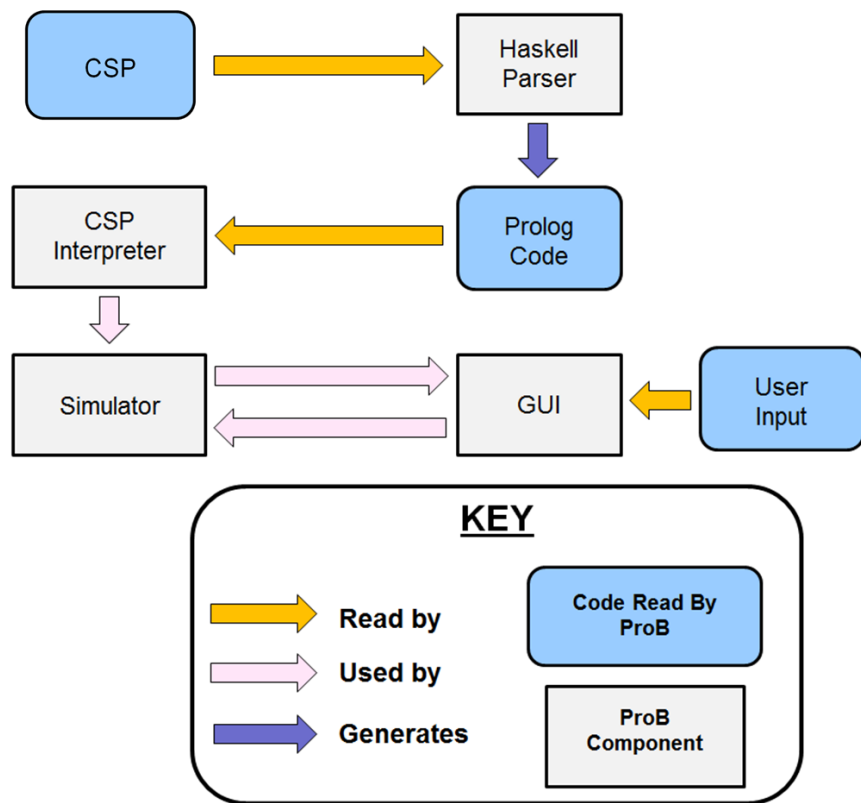 CSP
Haskell
Parser
CSP
Interpreter
Prolog
Code
Simulator
GUI
User
Input
KEY
Read by
Used by
Generates
Code Read By
ProB
ProB
Component